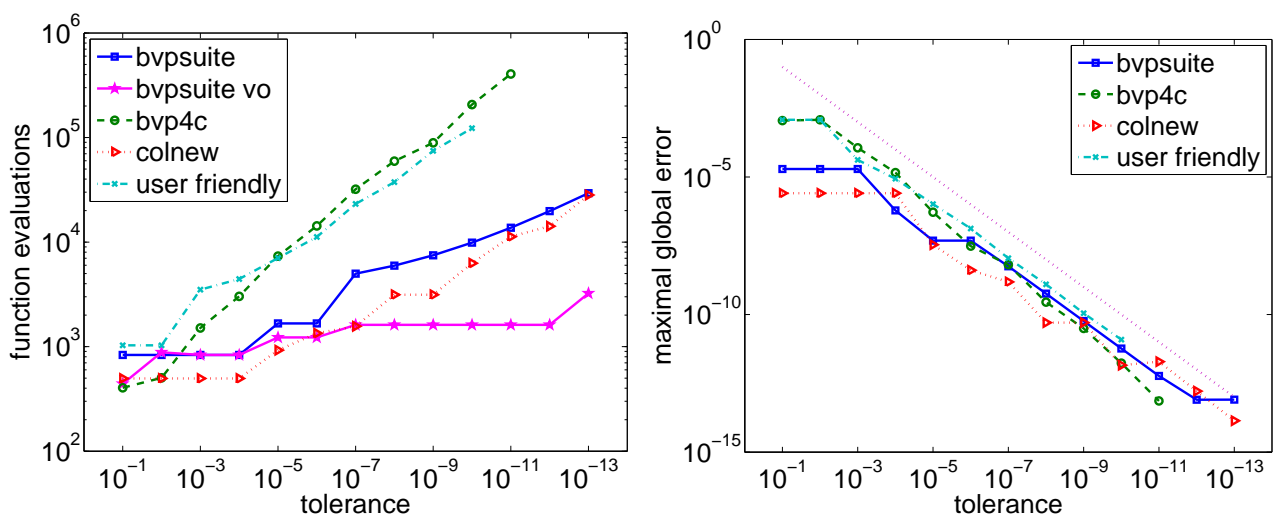 function evaluations
10^6
10^5
10^4
10^3
10^2
bvpsuite
bvpsuite vo
bvp4c
colnew
user friendly
10^−1 10^−3 10^−5 10^−7 10^−9 10^−11 10^−13
tolerance
maximal global error
10^0
10^−5
10^−10
10^−15
bvpsuite
bvp4c
colnew
user friendly
10^−1 10^−3 10^−5 10^−7 10^−9 10^−11 10^−13
tolerance